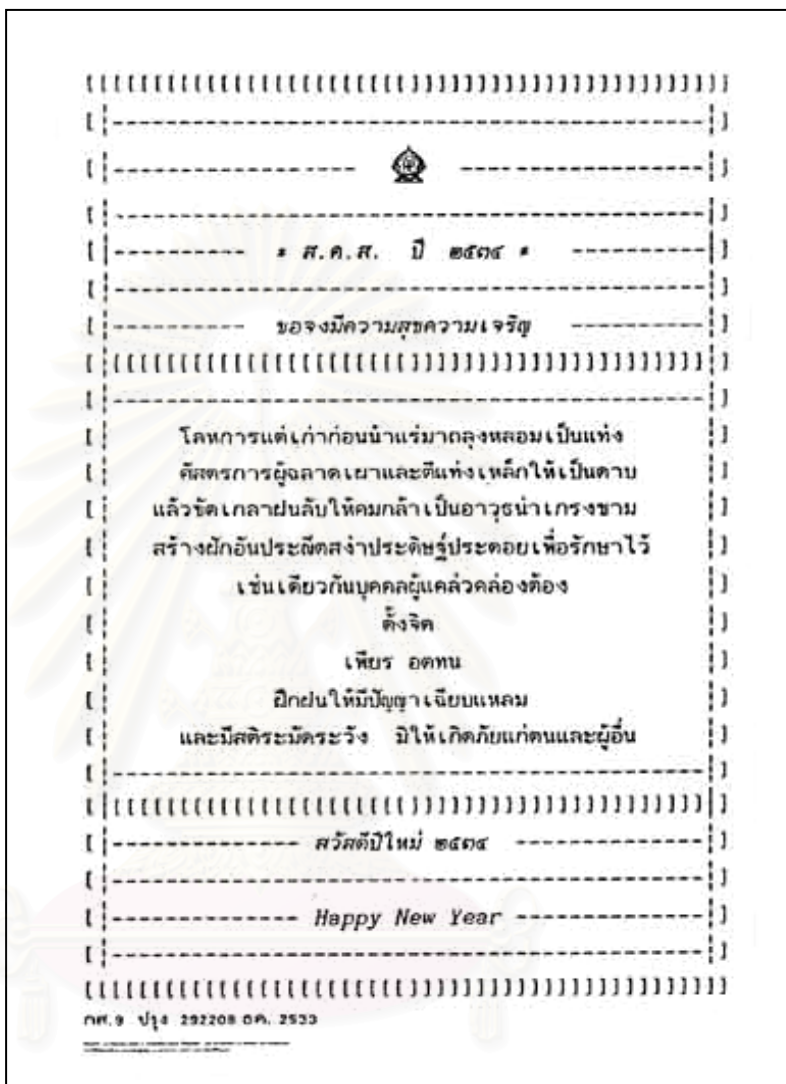 * ส.ค.ส. ปี ๒๕๓๔ *
ขอจงมีความสุขความเจริญ
โลหการแต่เก่าก่อนนำแร่มาถลุงหลอมเป็นแท่ง
ศัสตรการผู้ฉลาดเผาและตีแท่งเหล็กให้เป็นดาบ
แล้วขัดเกลาฝนลับให้คมกล้าเป็นอาวุธน่าเกรงขาม
สร้างฝักอันประณีตสง่าประดิษฐ์ประดอยเพื่อรักษาไว้
เช่นเดียวกันบุคคลผู้แคล่วคล่องต้อง
ตั้งจิต
เพียร อดทน
ฝึกฝนให้มีปัญญาเฉียบแหลม
และมีสติระมัดระวัง มิให้เกิดภัยแก่ตนและผู้อื่น
สวัสดีปีใหม่ ๒๕๓๔
Happy New Year
กส.9 ปรุง 292208 ธค. 2533